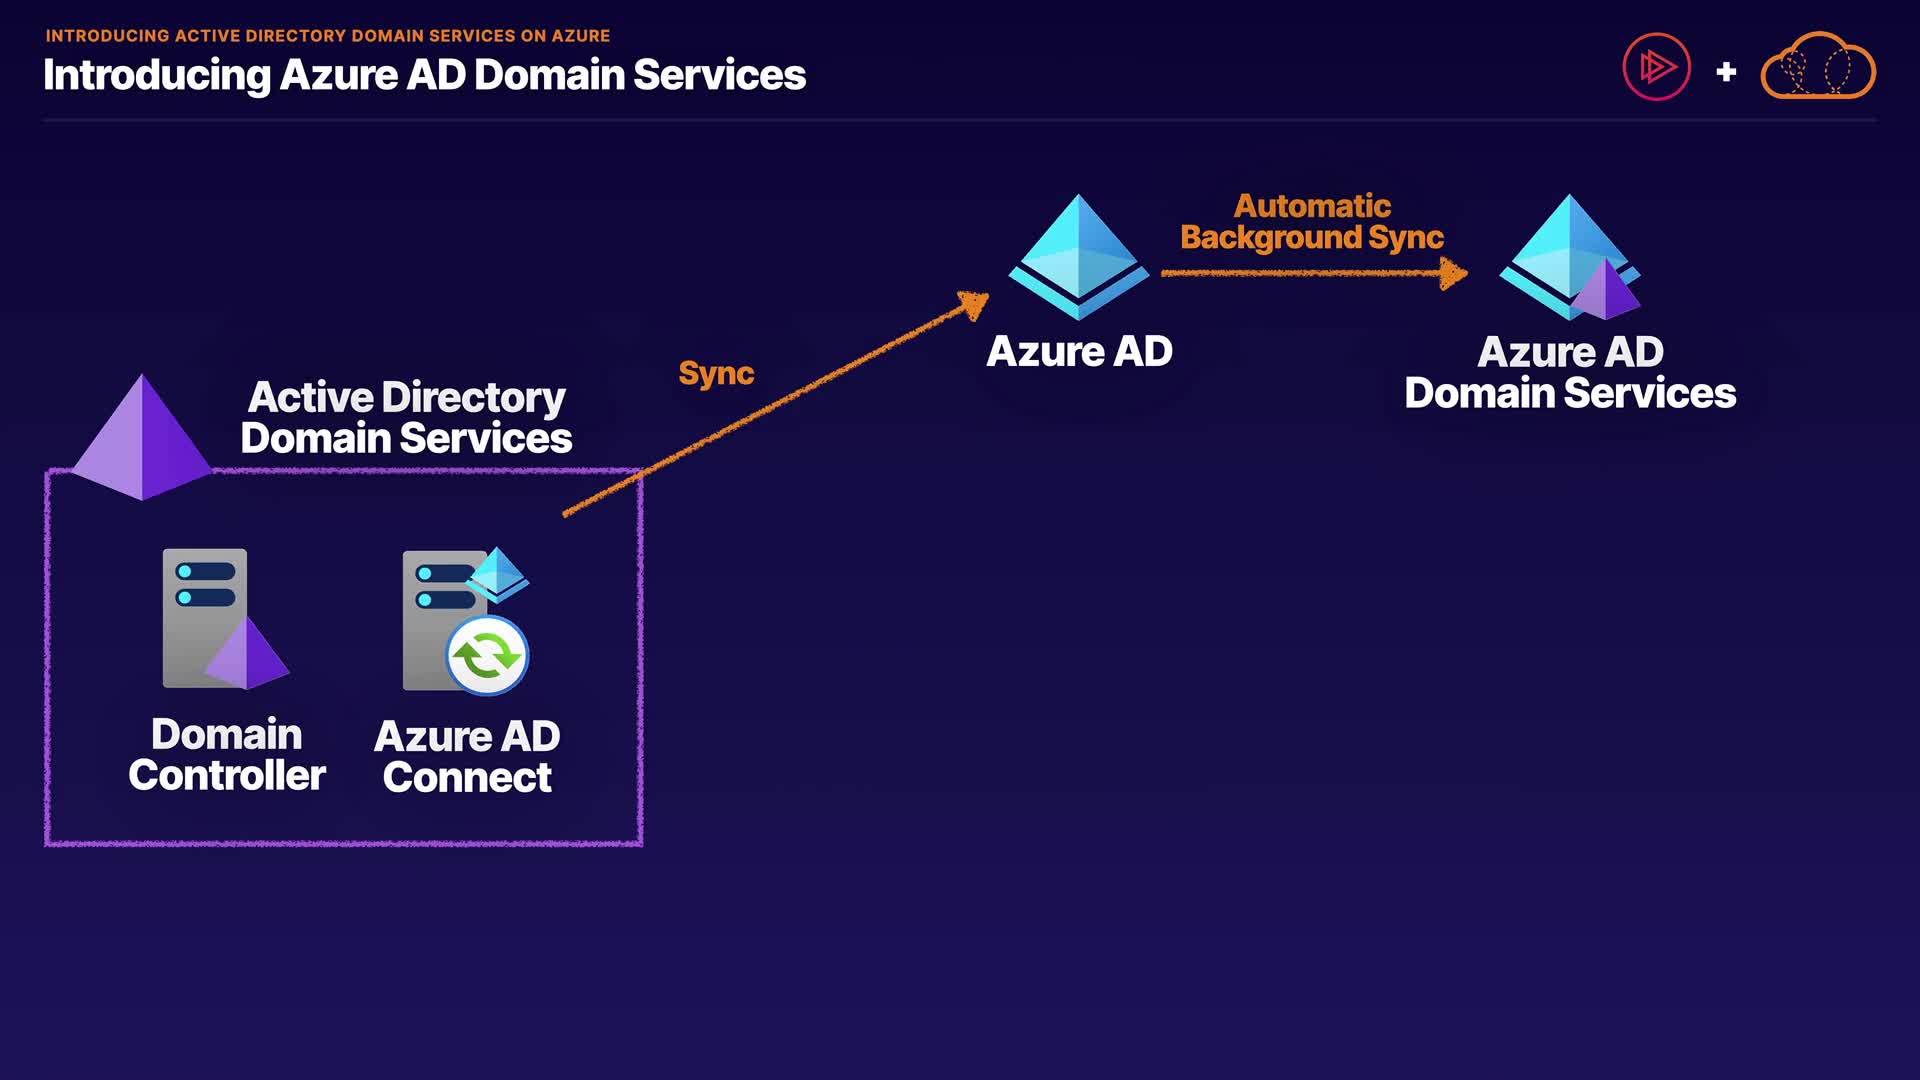 INTRODUCING ACTIVE DIRECTORY DOMAIN SERVICES ON AZURE
Introducing Azure AD Domain Services
+
Automatic
Background Sync
Azure AD
Azure AD
Domain Services
Sync
Active Directory
Domain Services
Domain
Controller
Azure AD
Connect